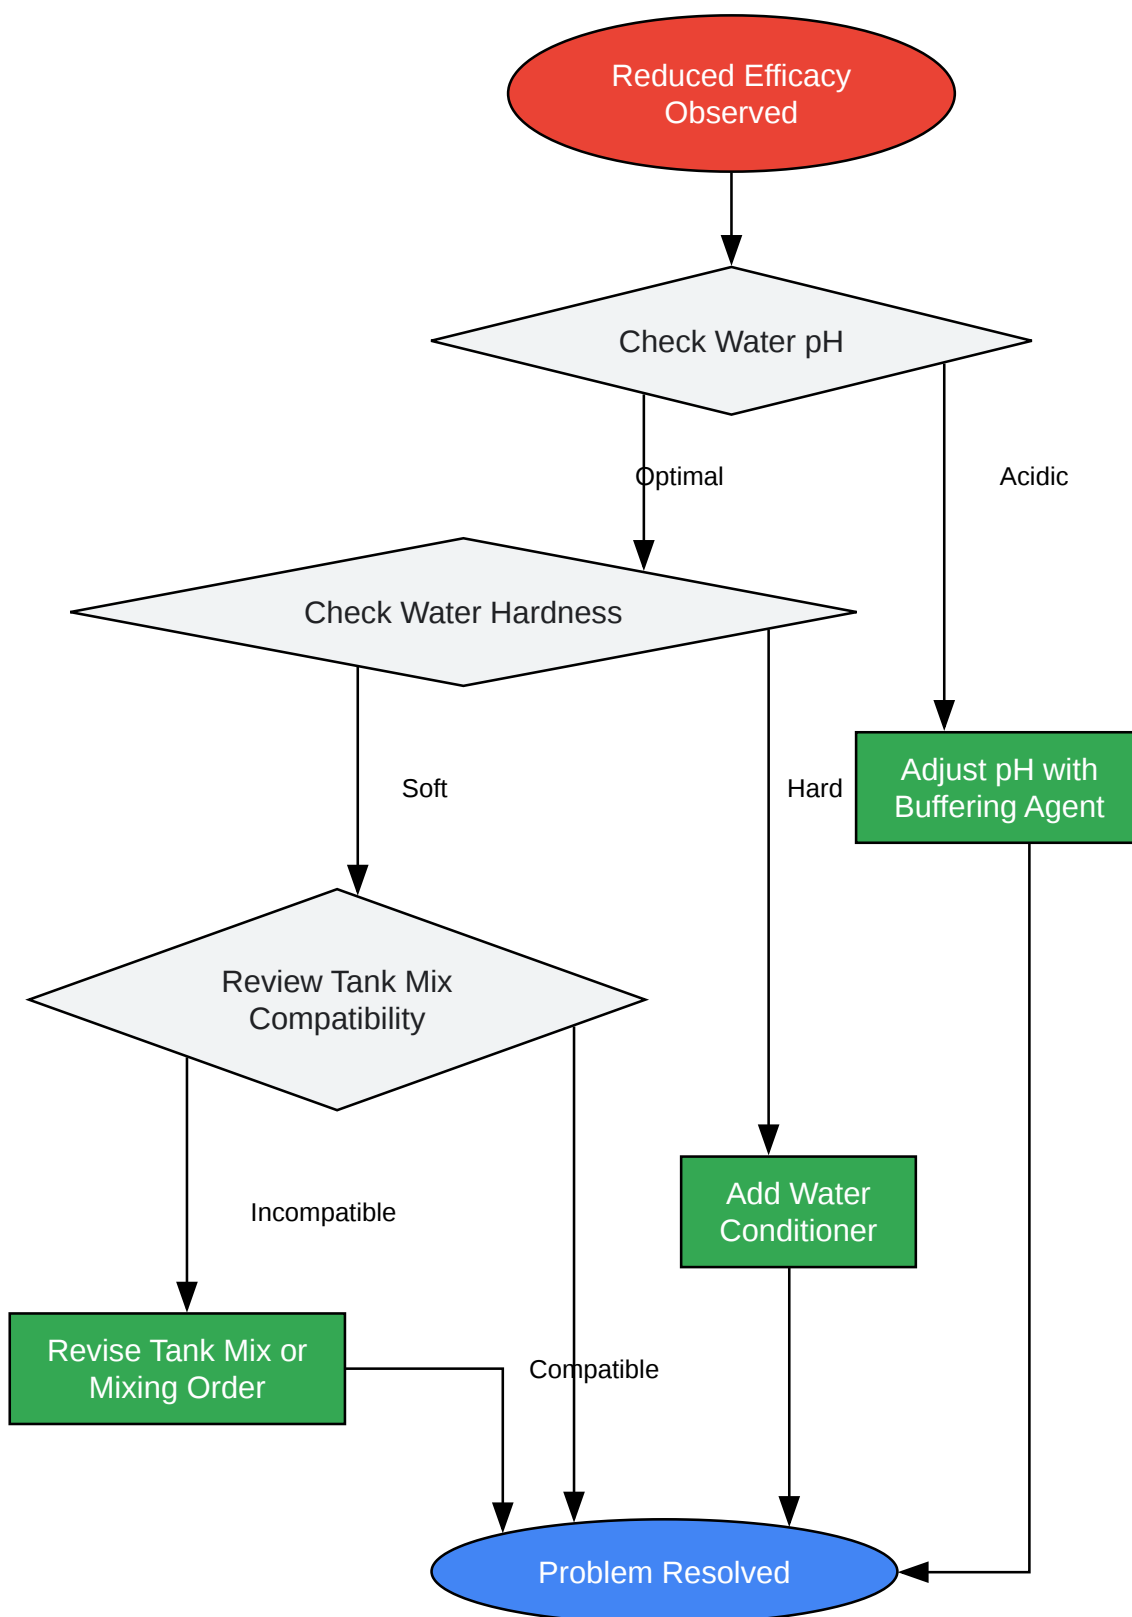 Reduced Efficacy
Observed
Check Water pH
Optimal
Acidic
Check Water Hardness
Adjust pH with
Buffering Agent
Soft
Hard
Review Tank Mix
Compatibility
Add Water
Conditioner
Incompatible
Revise Tank Mix or
Mixing Order
Compatible
Problem Resolved